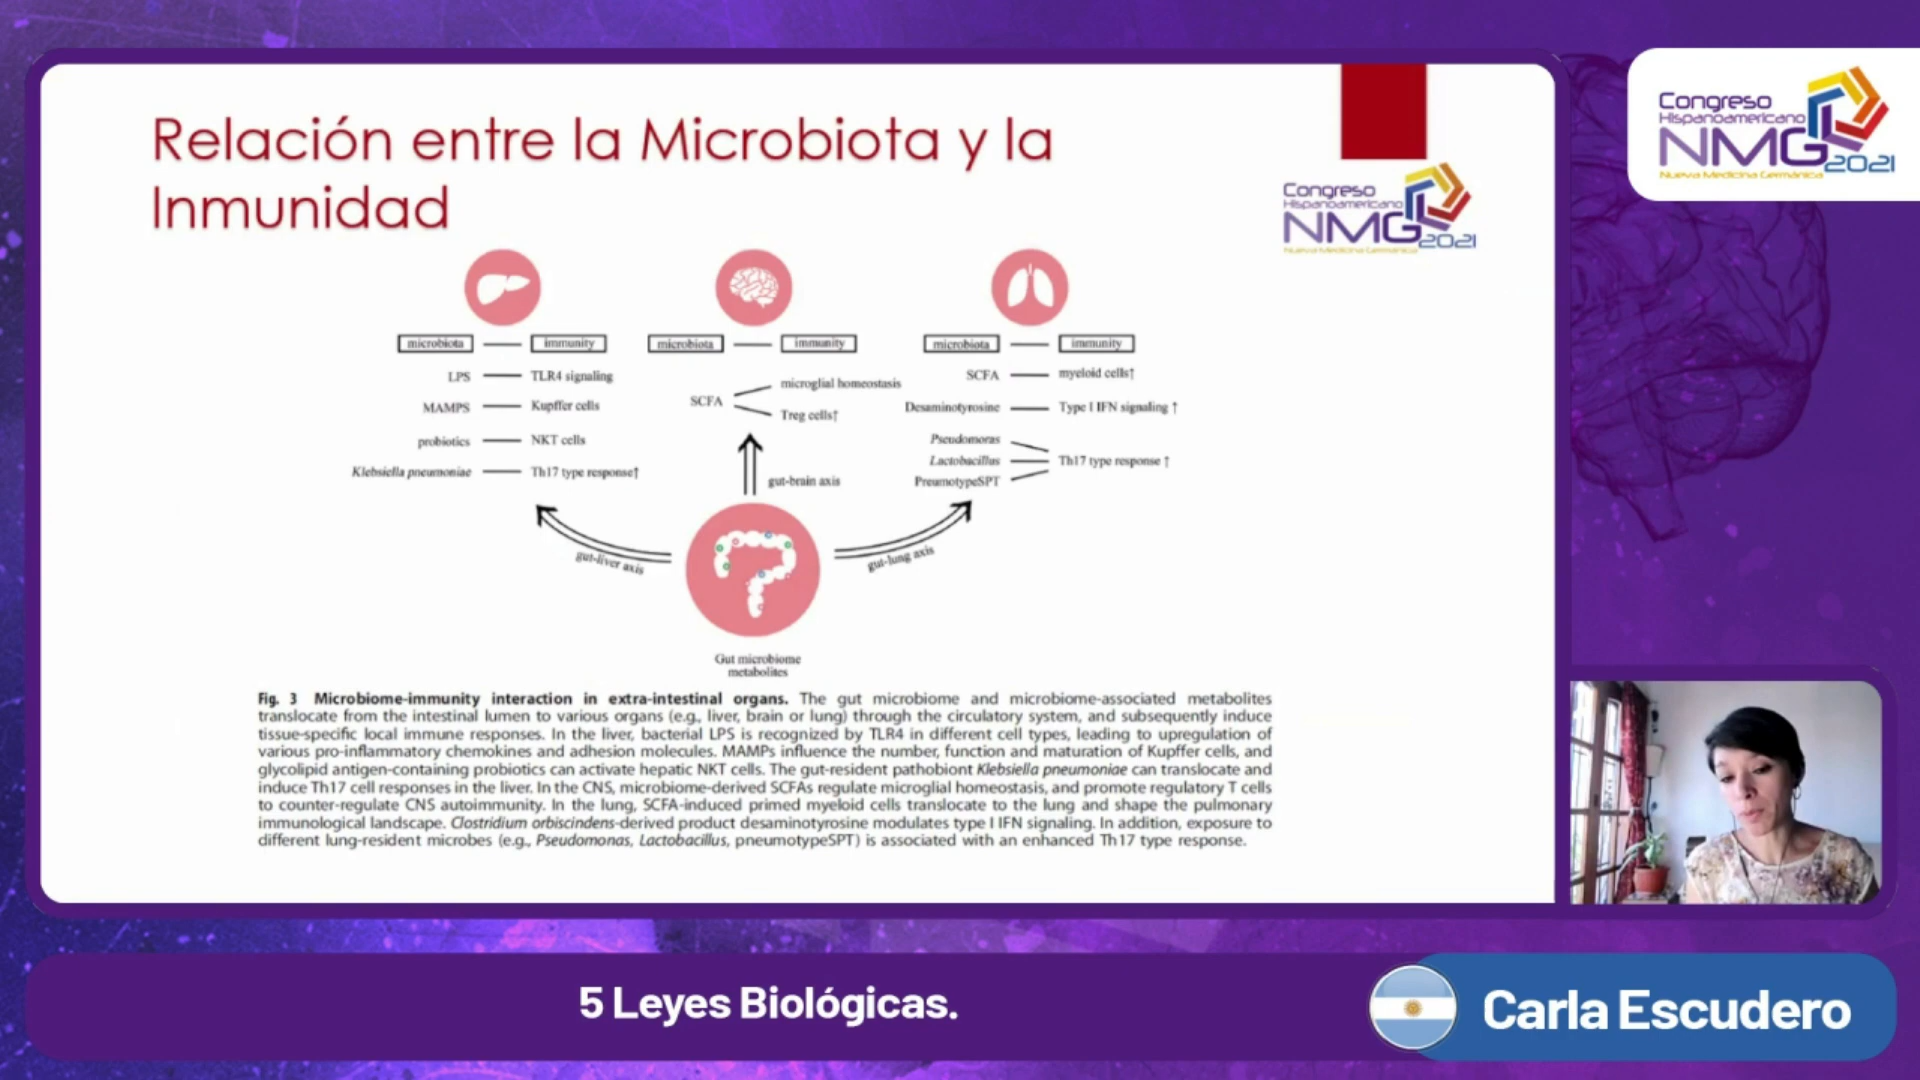 Relación entre la Microbiota y la
Inmunidad
Congreso
Hispanoamericano
NMG
2021
Nueva Medicina Germánica
Congreso
Hispanoamericano
NMG
2021
Nueva Medicina Germánica
microbiota immunity
LPS TLR4 signaling
MAMPS Kupffer cells
probiotics NKT cells
Klebsiella pneumoniae Th17 type response↑
microbiota immunity
SCFA
microglial homeostasis
Treg cells↑
microbiota immunity
SCFA myeloid cells↑
Desaminotyrosine Type I IFN signaling ↑
Pseudomonas
Lactobacillus Th17 type response ↑
PneumotypeSPT
gut-brain axis
gut-liver axis
gut-lung axis
Gut microbiome
metabolites
Fig. 3 Microbiome-immunity interaction in extra-intestinal organs. The gut microbiome and microbiome-associated metabolites
translocate from the intestinal lumen to various organs (e.g., liver, brain or lung) through the circulatory system, and subsequently induce
tissue-specific local immune responses. In the liver, bacterial LPS is recognized by TLR4 in different cell types, leading to upregulation of
various pro-inflammatory chemokines and adhesion molecules. MAMPs influence the number, function and maturation of Kupffer cells, and
glycolipid antigen-containing probiotics can activate hepatic NKT cells. The gut-resident pathobiont Klebsiella pneumoniae can translocate and
induce Th17 cell responses in the liver. In the CNS, microbiome-derived SCFAs regulate microglial homeostasis, and promote regulatory T cells
to counter-regulate CNS autoimmunity. In the lung, SCFA-induced primed myeloid cells translocate to the lung and shape the pulmonary
immunological landscape. Clostridium orbiscindens-derived product desaminotyrosine modulates type I IFN signaling. In addition, exposure to
different lung-resident microbes (e.g., Pseudomonas, Lactobacillus, pneumotypeSPT) is associated with an enhanced Th17 type response.
5 Leyes Biológicas.
Carla Escudero